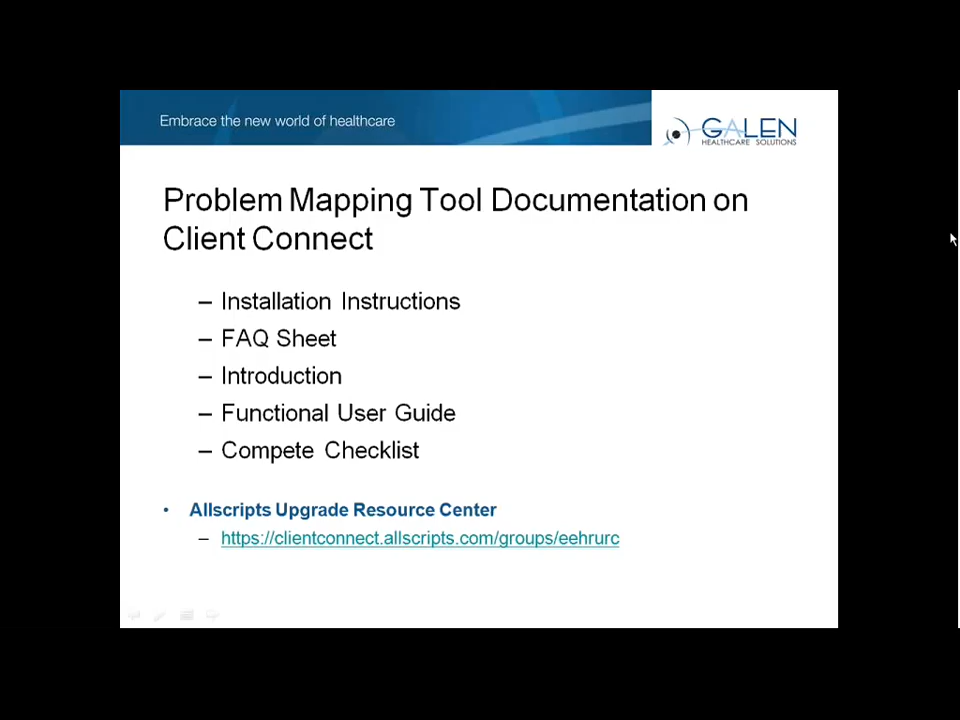 Embrace the new world of healthcare
GALEN
HEALTHCARE SOLUTIONS
Problem Mapping Tool Documentation on
Client Connect
– Installation Instructions
– FAQ Sheet
– Introduction
– Functional User Guide
– Compete Checklist
• Allscripts Upgrade Resource Center
– https://clientconnect.allscripts.com/groups/eehrurc